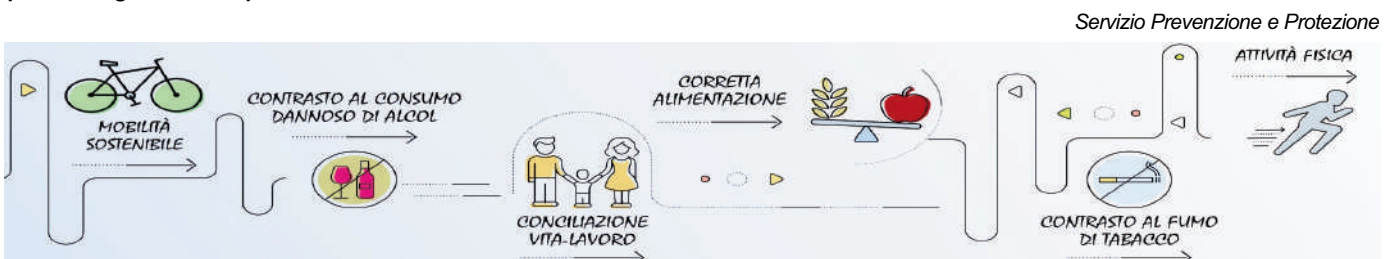 Servizio Prevenzione e Protezione
MOBILITÀ
SOSTENIBILE
CONTRASTO AL CONSUMO
DANNOSO DI ALCOL
CONCILIAZIONE
VITA-LAVORO
CORRETTA
ALIMENTAZIONE
CONTRASTO AL FUMO
DI TABACCO
ATTIVITÀ FISICA